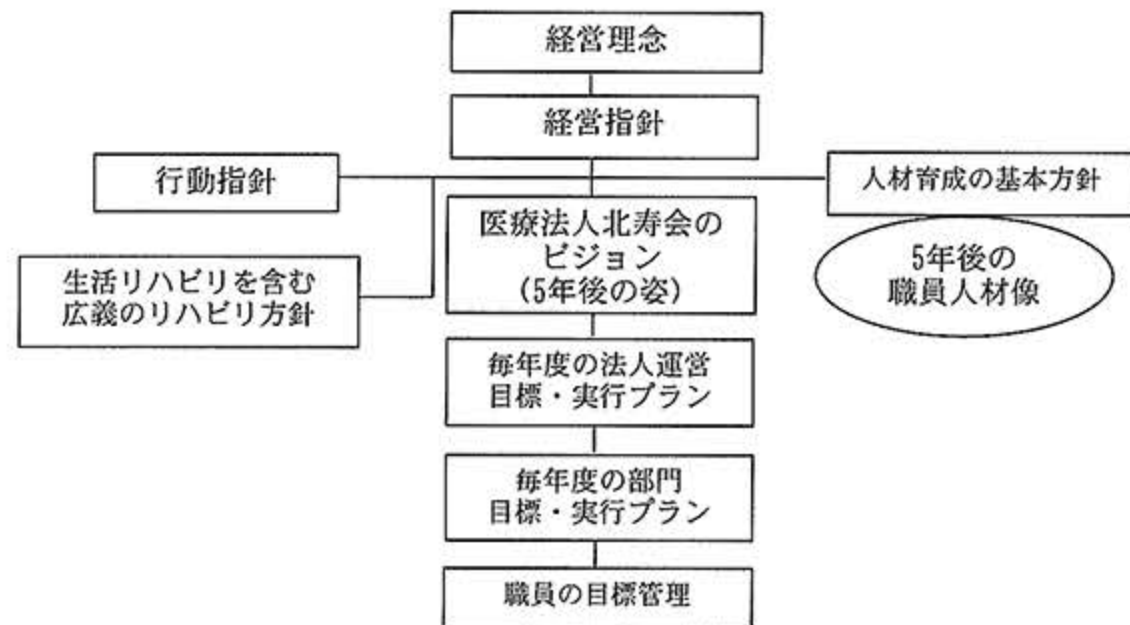 経営理念
経営指針
行動指針
人材育成の基本方針
医療法人北寿会の
ビジョン
(5年後の姿)
5年後の
職員人材像
生活リハビリを含む
広義のリハビリ方針
毎年度の法人運営
目標・実行プラン
毎年度の部門
目標・実行プラン
職員の目標管理